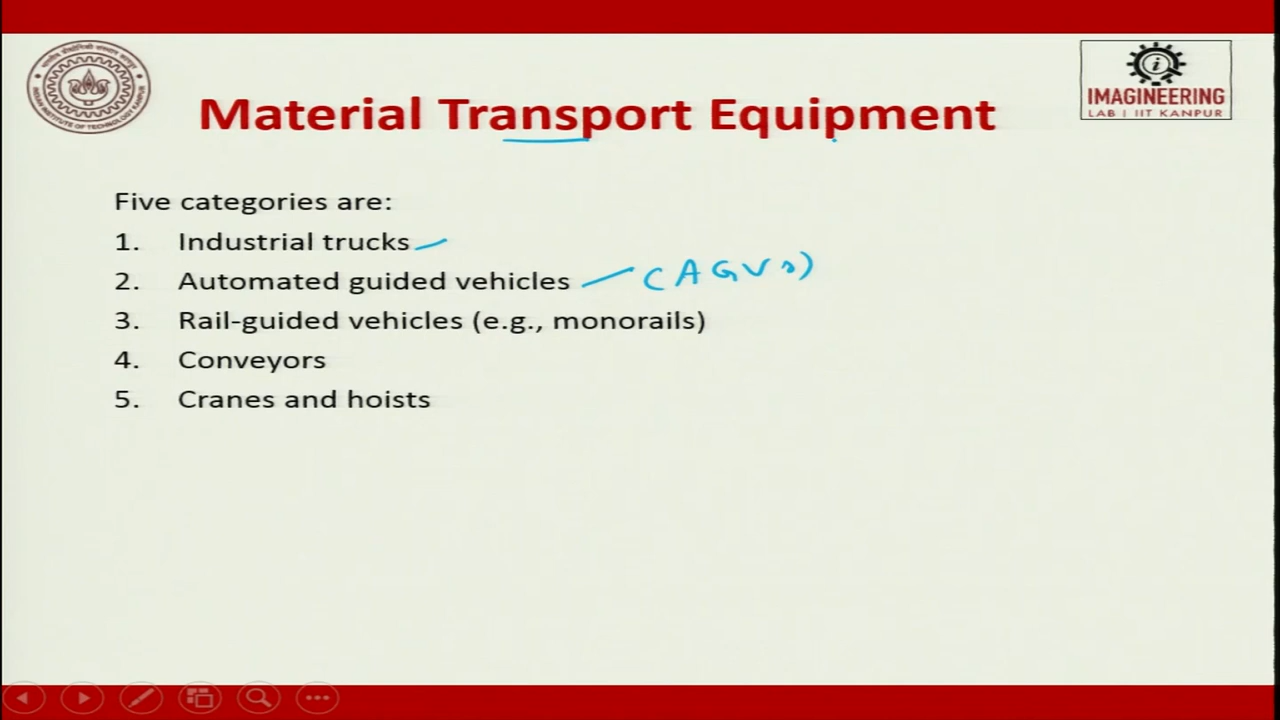 Material Transport Equipment
IMAGINEERING
LAB | IIT KANPUR
Five categories are:
1. Industrial trucks
2. Automated guided vehicles (AGVs)
3. Rail-guided vehicles (e.g., monorails)
4. Conveyors
5. Cranes and hoists